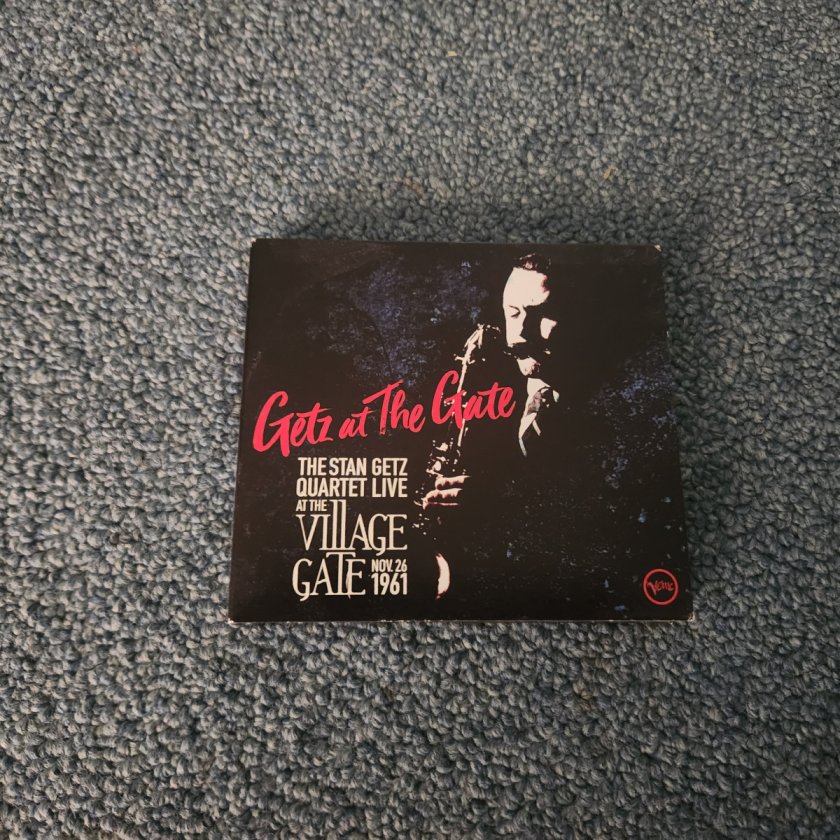 Getz at The Gate
THE STAN GETZ
QUARTET LIVE
AT THE
VILLAGE
GATE NOV. 26
1961
Verve